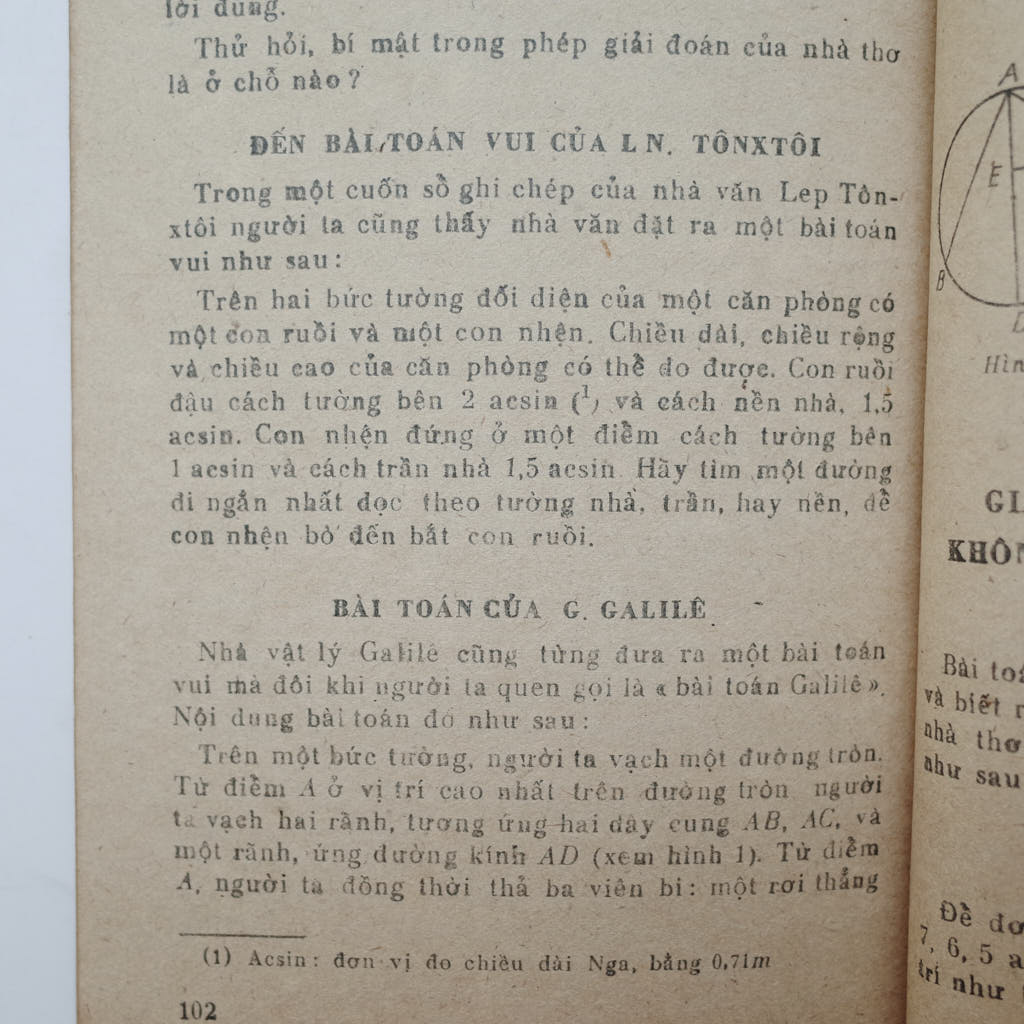 lời đúng.
Thử hỏi, bí mật trong phép giải đoán của nhà thơ
là ở chỗ nào?
ĐẾN BÀI TOÁN VUI CỦA L N. TÔNXTÔI
Trong một cuốn sổ ghi chép của nhà văn Lep Tôn-
xtôi người ta cũng thấy nhà văn đặt ra một bài toán
vui như sau:
Trên hai bức tường đối diện của một căn phòng có
một con ruồi và một con nhện. Chiều dài, chiều rộng
và chiều cao của căn phòng có thể đo được. Con ruồi
đậu cách tường bên 2 acsin (1) và cách nền nhà, 1,5
acsin. Con nhện đứng ở một điểm cách tường bên
1 acsin và cách trần nhà 1,5 acsin. Hãy tìm một đường
đi ngắn nhất dọc theo tường nhà, trần, hay nền, để
con nhện bò đến bắt con ruồi.
BÀI TOÁN CỦA G. GALILÊ
Nhà vật lý Galilê cũng từng đưa ra một bài toán
vui mà đôi khi người ta quen gọi là « bài toán Galilê».
Nội dung bài toán đó như sau:
Trên một bức tường, người ta vạch một đường tròn.
Từ điểm A ở vị trí cao nhất trên đường tròn người
ta vạch hai rãnh, tương ứng hai dây cung AB, AC, và
một rãnh, ứng đường kính AD (xem hình 1). Từ điểm
A, người ta đồng thời thả ba viên bi: một rơi thẳng
(1) Acsin: đơn vị đo chiều dài Nga, bằng 0,71m
102
A
E
B
Hìn
GI
KHÔN
Bài toá
và biết r
nhà thơ
như sau
Để đơ
7, 6, 5 a
trí như